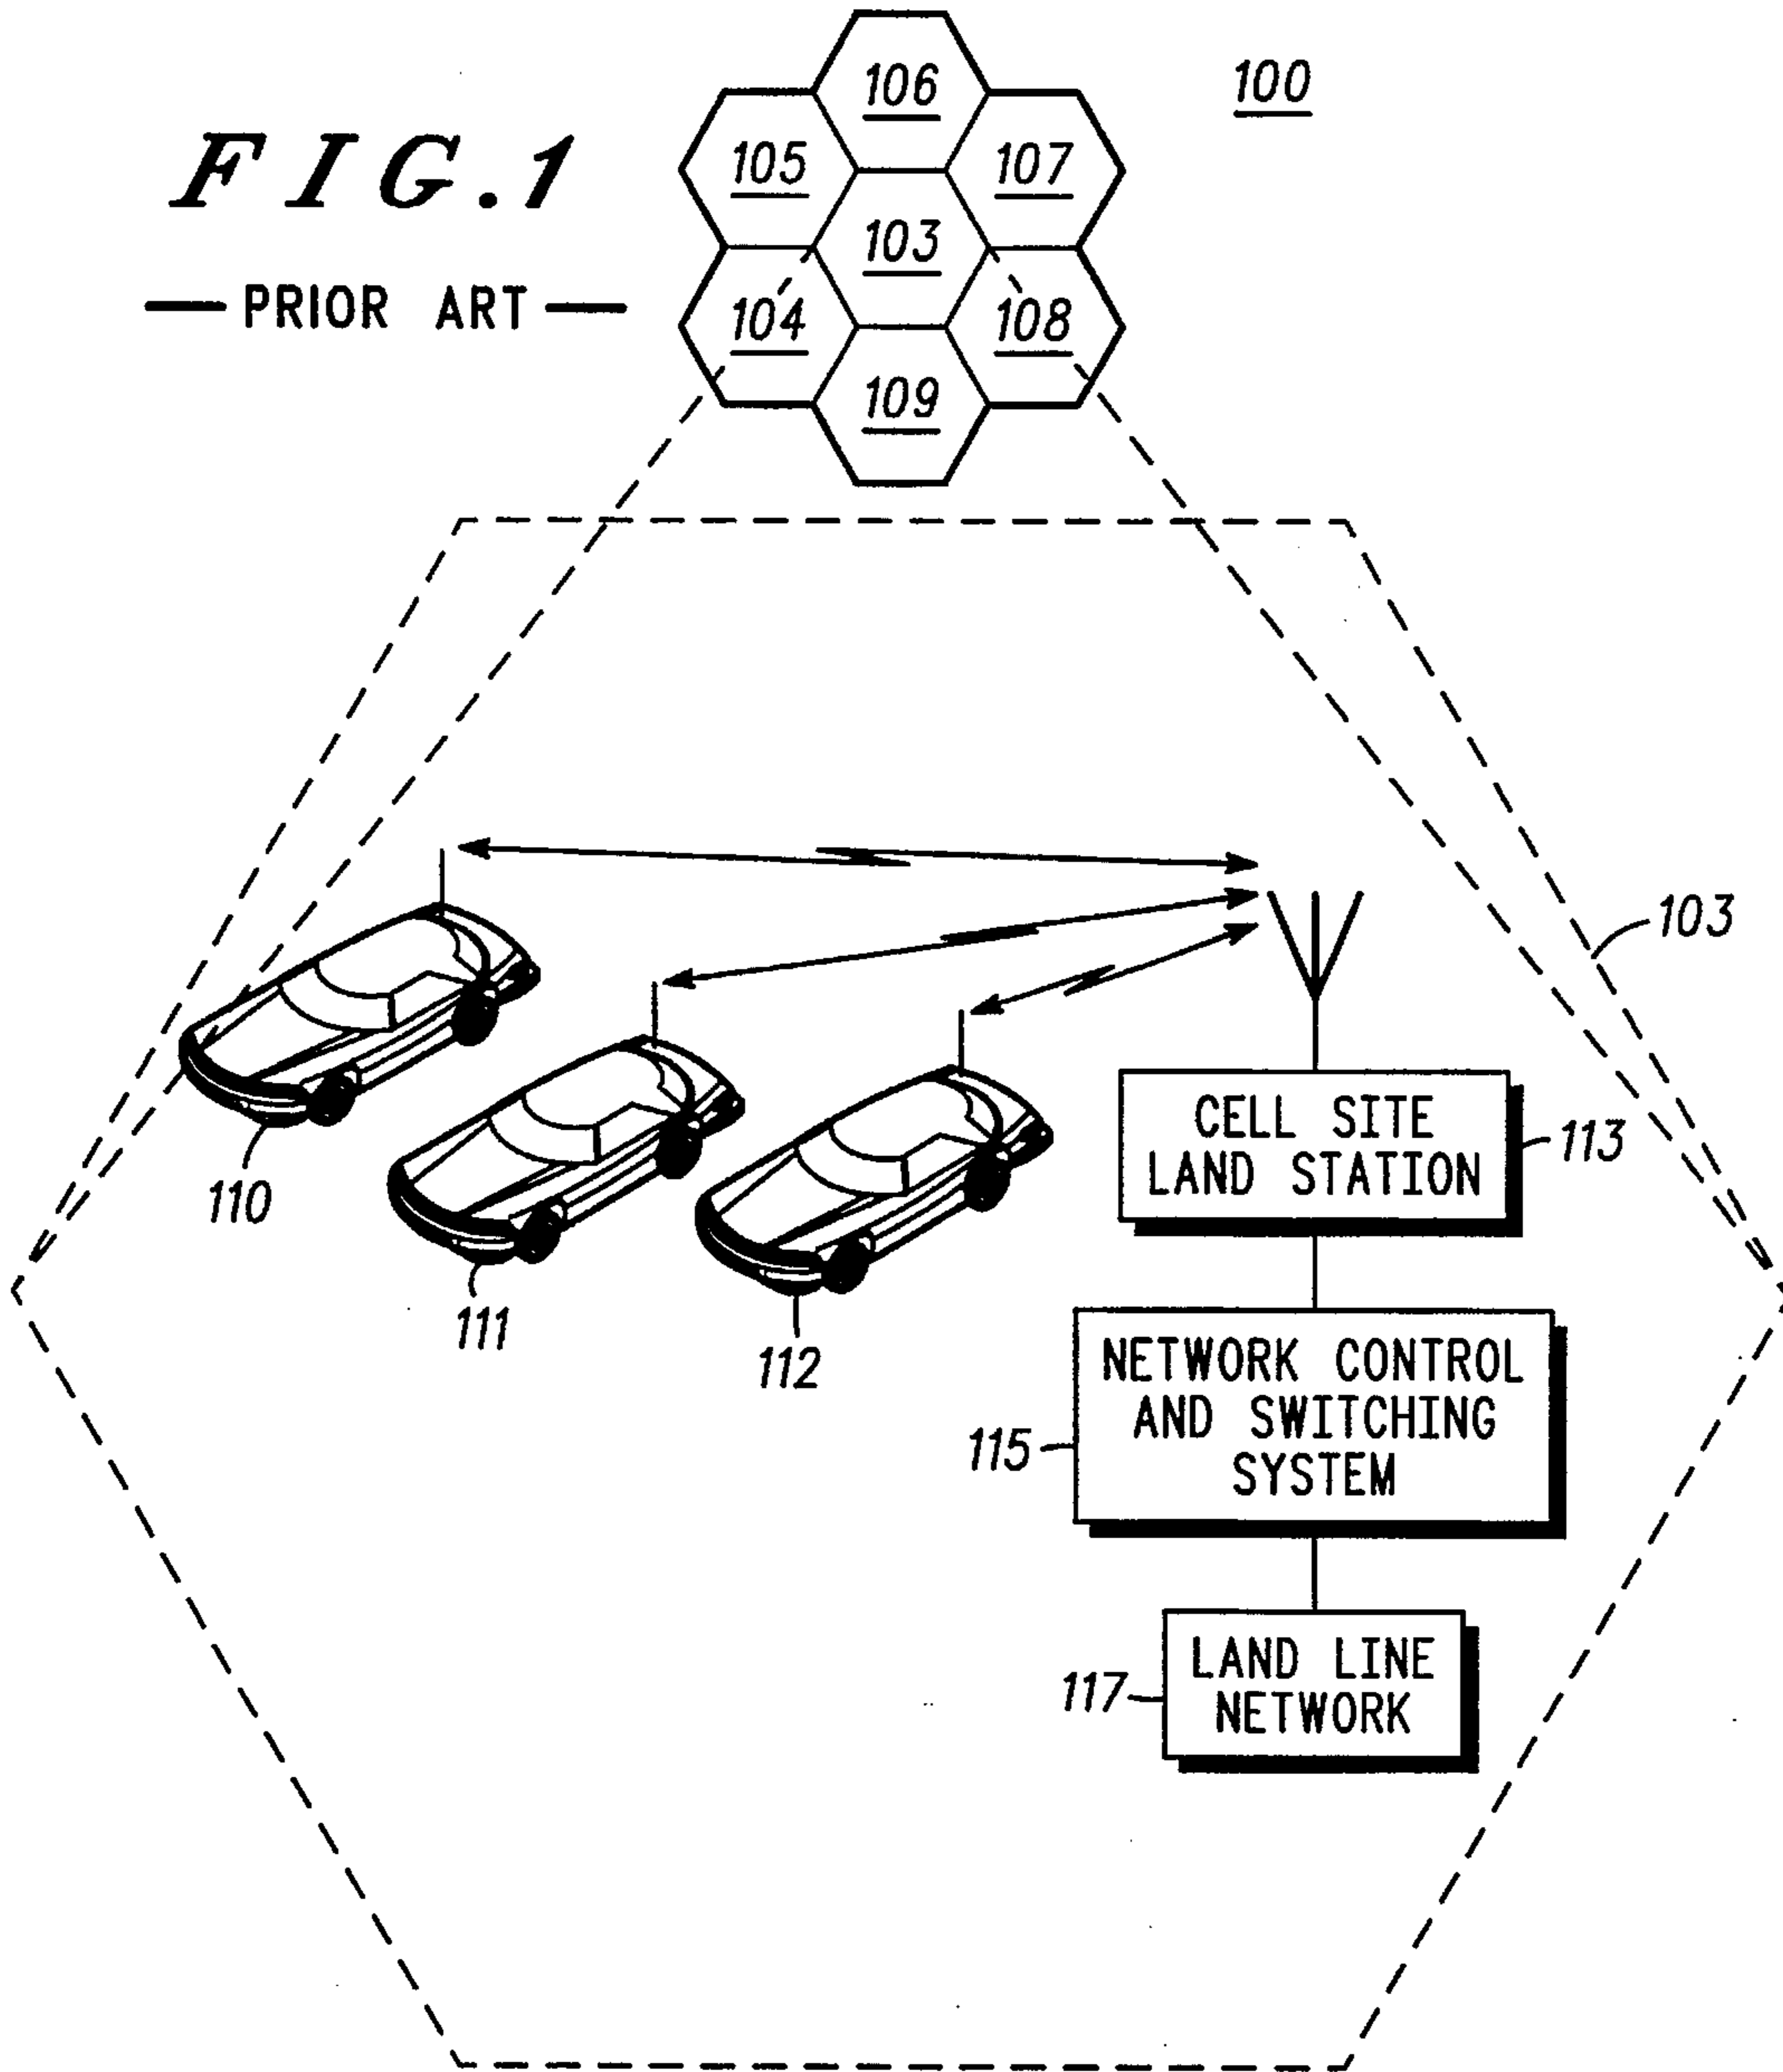 FIG.1
— PRIOR ART —
100
106
105
107
103
104
108
109
103
110
111
112
CELL SITE
LAND STATION
113
NETWORK CONTROL
AND SWITCHING
SYSTEM
115
LAND LINE
NETWORK
117